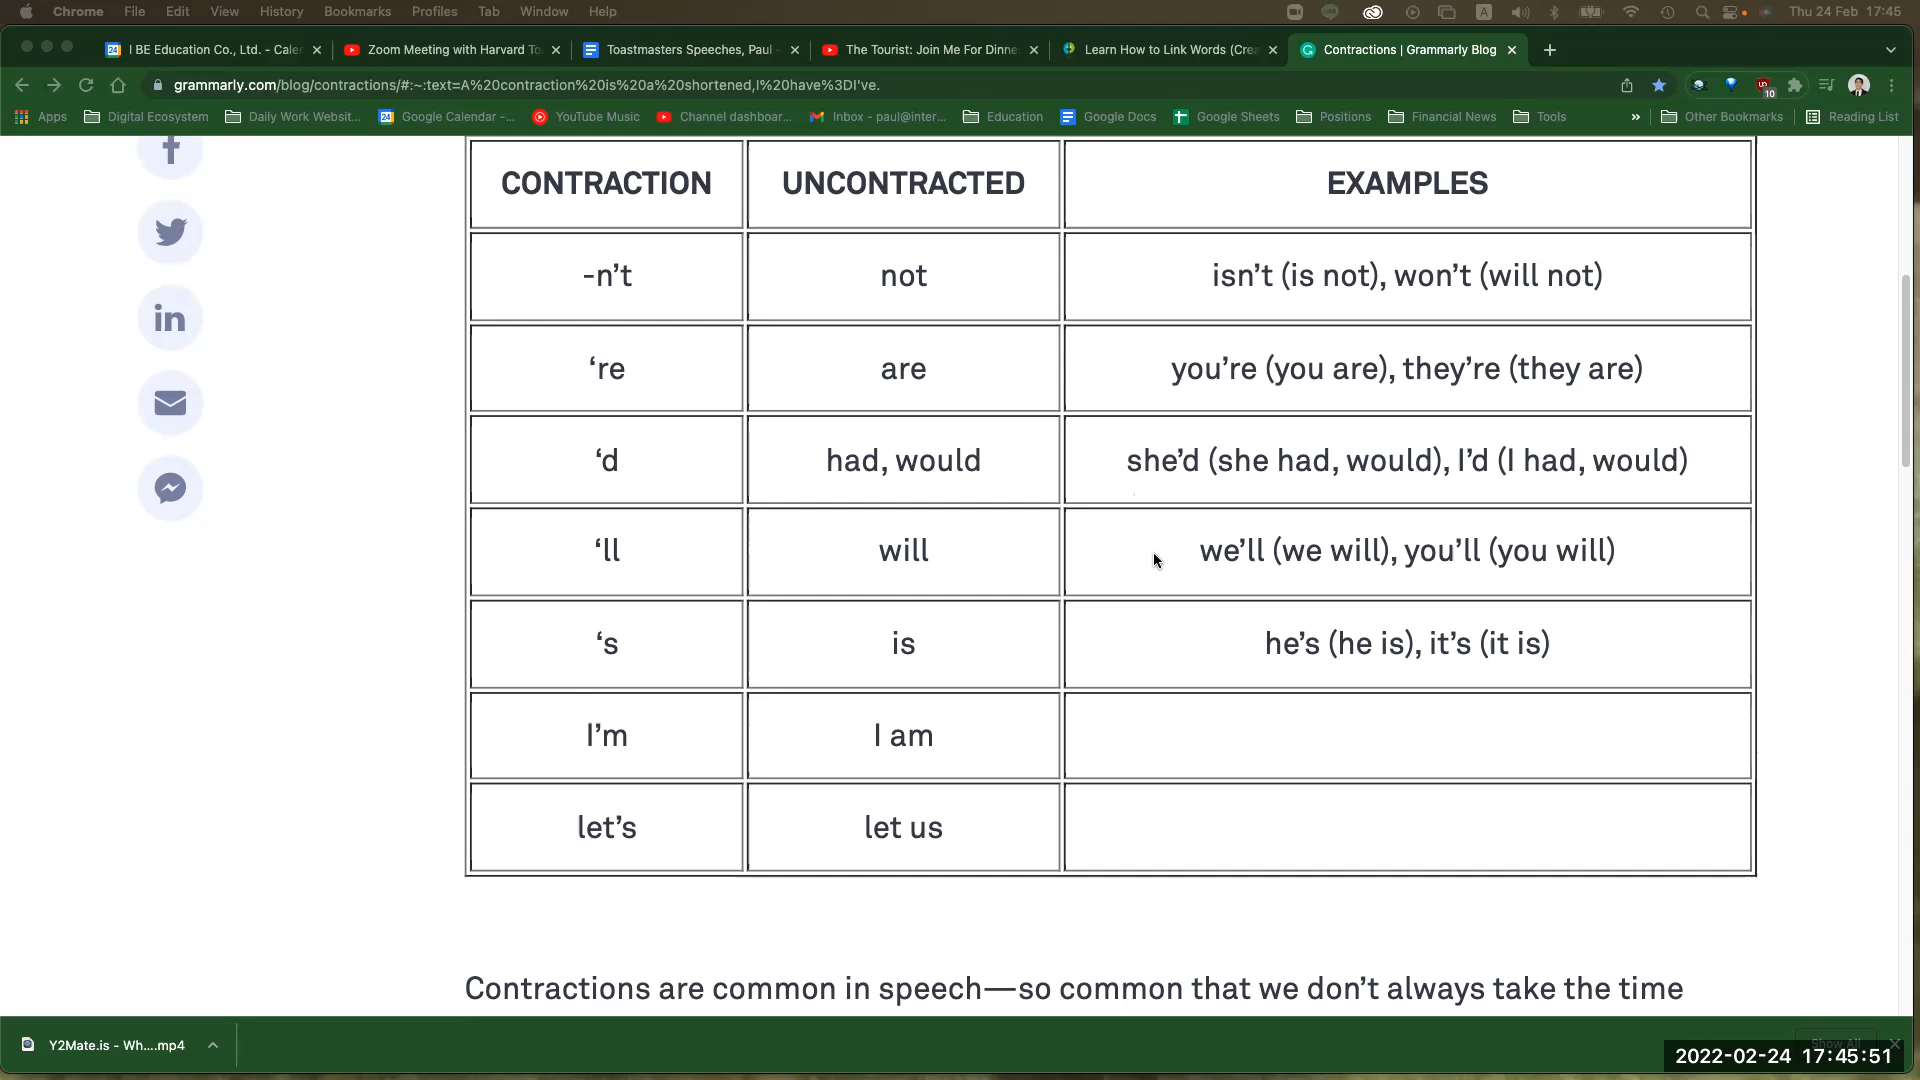 Chrome File Edit View History Bookmarks Profiles Tab Window Help Thu 24 Feb 17:45
I BE Education Co., Ltd. - Caler Zoom Meeting with Harvard To Toastmasters Speeches, Paul - The Tourist: Join Me For Dinne Learn How to Link Words (Crea Contractions | Grammarly Blog
grammarly.com/blog/contractions/#:~:text=A%20contraction%20is%20a%20shortened,I%20have%3DI've.
Apps Digital Ecosystem Daily Work Websit... Google Calendar -... YouTube Music Channel dashboar... Inbox - paul@inter... Education Google Docs Google Sheets Positions Financial News Tools » Other Bookmarks Reading List
CONTRACTION UNCONTRACTED EXAMPLES
-n’t not isn’t (is not), won’t (will not)
‘re are you’re (you are), they’re (they are)
‘d had, would she’d (she had, would), I’d (I had, would)
‘ll will we’ll (we will), you’ll (you will)
‘s is he’s (he is), it’s (it is)
I’m I am
let’s let us
Contractions are common in speech—so common that we don’t always take the time
Y2Mate.is - Wh....mp4 Show All
2022-02-24 17:45:51